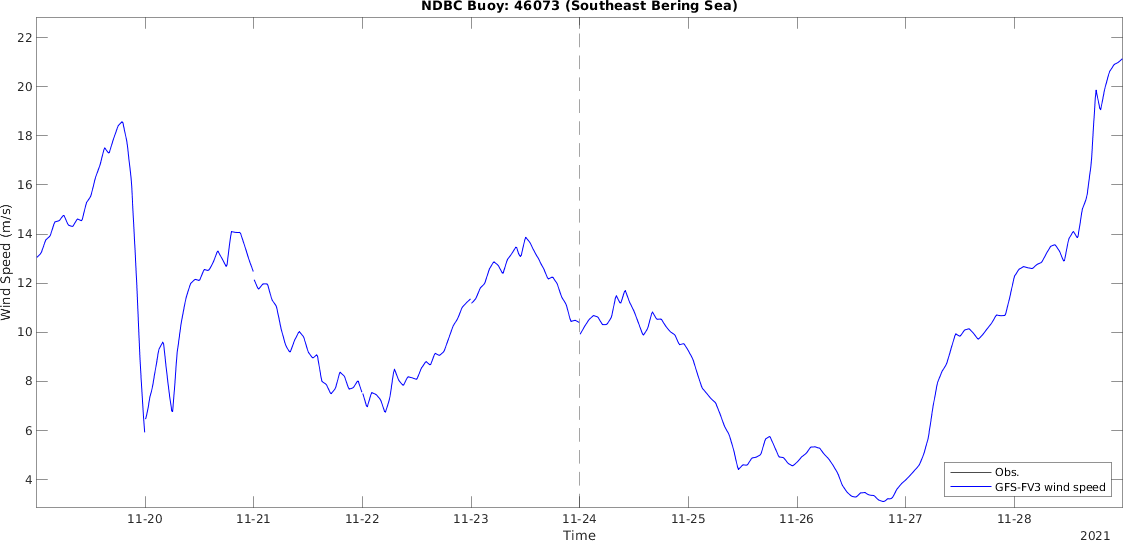 NDBC Buoy: 46073 (Southeast Bering Sea)
22
20
18
16
14
12
10
8
6
4
Wind Speed (m/s)
Obs.
GFS-FV3 wind speed
11-20 11-21 11-22 11-23 11-24 11-25 11-26 11-27 11-28
Time
2021